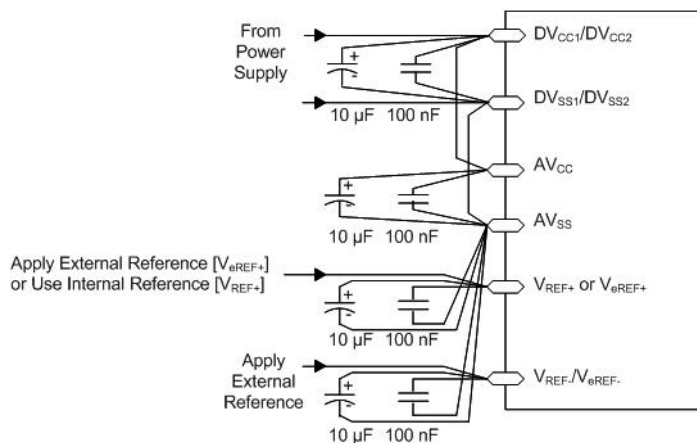 From
Power
Supply
+
-
10 µF 100 nF
DVCC1/DVCC2
DVSS1/DVSS2
+
-
10 µF 100 nF
AVCC
AVSS
Apply External Reference [VeREF+]
or Use Internal Reference [VREF+]
+
-
10 µF 100 nF
VREF+ or VeREF+
Apply
External
Reference
+
-
10 µF 100 nF
VREF-/VeREF-